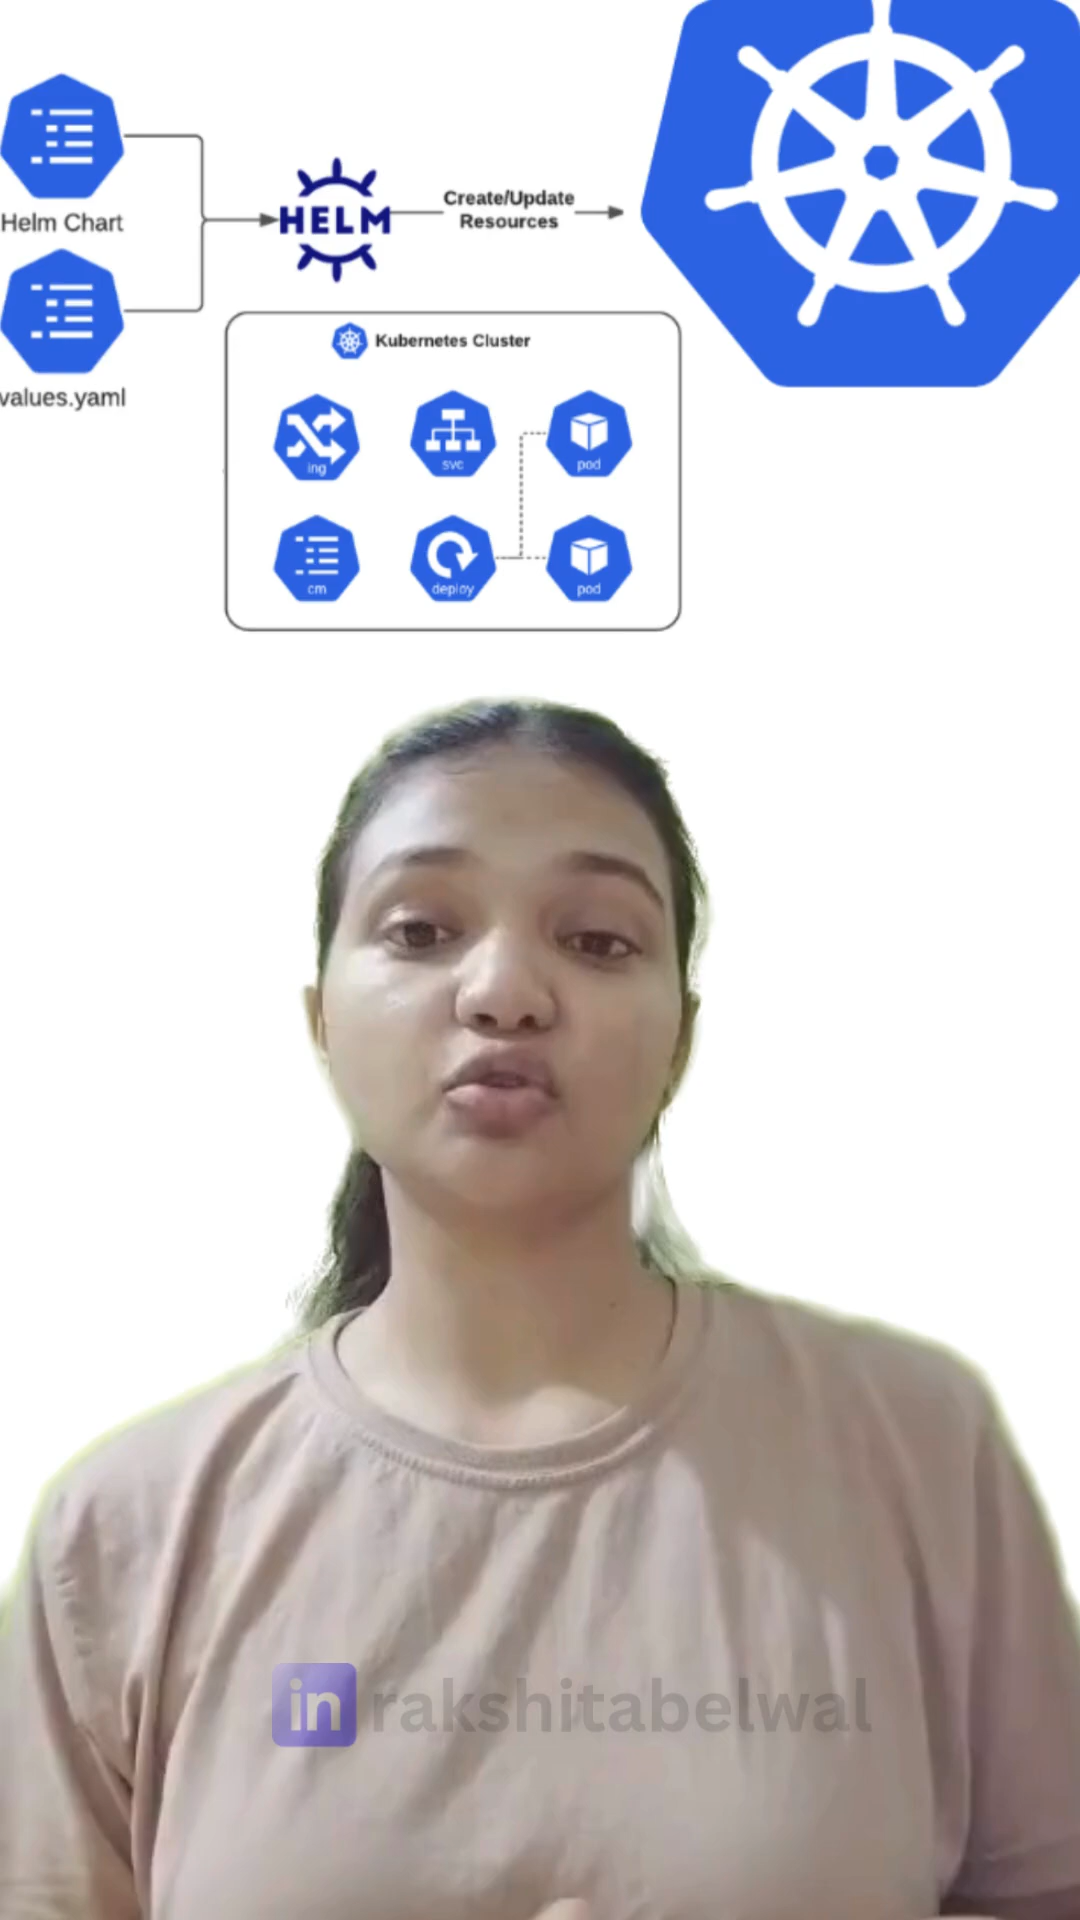 Helm Chart
values.yaml
HELM
Create/Update
Resources
Kubernetes Cluster
ing
svc
pod
cm
deploy
pod
in rakshitabelwal